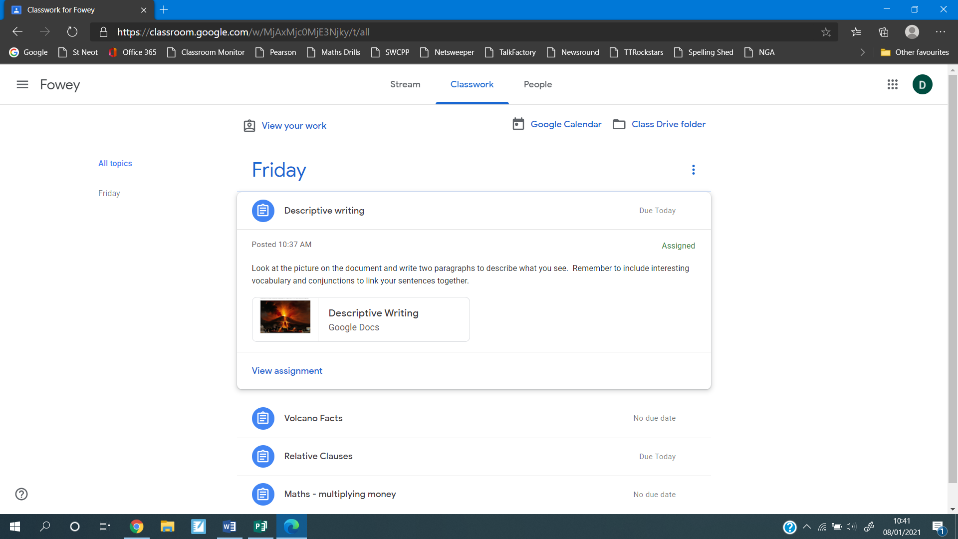 Classwork for Fowey
https://classroom.google.com/w/MjAxMjc0MjE3Njky/t/all
Google St Neot Office 365 Classroom Monitor Pearson Maths Drills SWCPP Netsweeper TalkFactory Newsround TTRockstars Spelling Shed NGA Other favourites
Fowey Stream Classwork People D
View your work Google Calendar Class Drive folder
All topics
Friday
Friday
Descriptive writing Due Today
Posted 10:37 AM Assigned
Look at the picture on the document and write two paragraphs to describe what you see. Remember to include interesting
vocabulary and conjunctions to link your sentences together.
Descriptive Writing
Google Docs
View assignment
Volcano Facts No due date
Relative Clauses Due Today
Maths - multiplying money No due date
10:41
08/01/2021
1